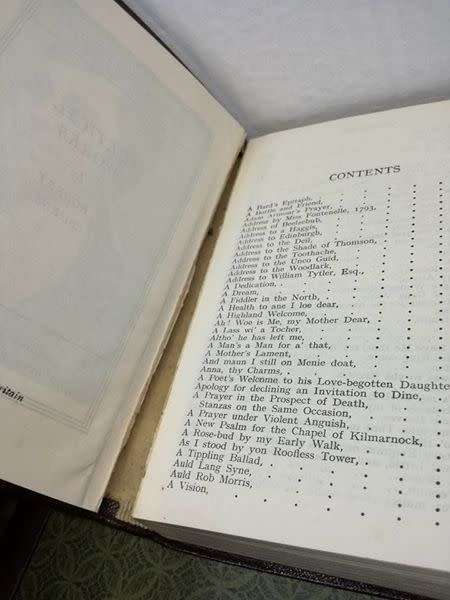 CONTENTS
A Bard's Epitaph,
A Bottle and Friend,
Adam Armour's Prayer,
Address by Miss Fontenelle, 1793,
Address of Beelzebub,
Address to a Haggis,
Address to Edinburgh,
Address to the Deil,
Address to the Shade of Thomson,
Address to the Toothache,
Address to the Unco Guid,
Address to the Woodlark,
Address to William Tytler, Esq.,
A Dedication,
A Dream,
A Fiddler in the North,
A Health to ane I loe dear,
A Highland Welcome,
Ah! Woe is Me, my Mother Dear,
A Lass wi' a Tocher,
Altho' he has left me,
A Man's a Man for a' that,
A Mother's Lament,
And maun I still on Menie doat,
Anna, thy Charms,
A Poet's Welcome to his Love-begotten Daughte
Apology for declining an Invitation to Dine,
A Prayer in the Prospect of Death,
Stanzas on the Same Occasion,
A Prayer under Violent Anguish,
A New Psalm for the Chapel of Kilmarnock,
A Rose-bud by my Early Walk,
As I stood by yon Roofless Tower,
A Tippling Ballad,
Auld Lang Syne,
Auld Rob Morris,
A Vision,
ritain